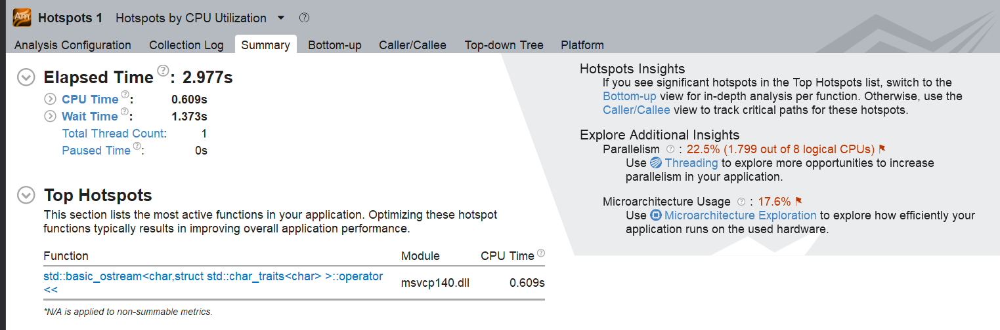 Am Hotspots 1 Hotspots by CPU Utilization ?
Analysis Configuration Collection Log Summary Bottom-up Caller/Callee Top-down Tree Platform
Elapsed Time ? : 2.977s
CPU Time ? : 0.609s
Wait Time ? : 1.373s
Total Thread Count: 1
Paused Time ? : 0s
Top Hotspots
This section lists the most active functions in your application. Optimizing these hotspot
functions typically results in improving overall application performance.
Function Module CPU Time ?
std::basic_ostream<char,struct std::char_traits<char> >::operator
<<
msvcp140.dll 0.609s
*N/A is applied to non-summable metrics.
Hotspots Insights
If you see significant hotspots in the Top Hotspots list, switch to the
Bottom-up view for in-depth analysis per function. Otherwise, use the
Caller/Callee view to track critical paths for these hotspots.
Explore Additional Insights
Parallelism ? : 22.5% (1.799 out of 8 logical CPUs)
Use Threading to explore more opportunities to increase
parallelism in your application.
Microarchitecture Usage ? : 17.6%
Use Microarchitecture Exploration to explore how efficiently your
application runs on the used hardware.